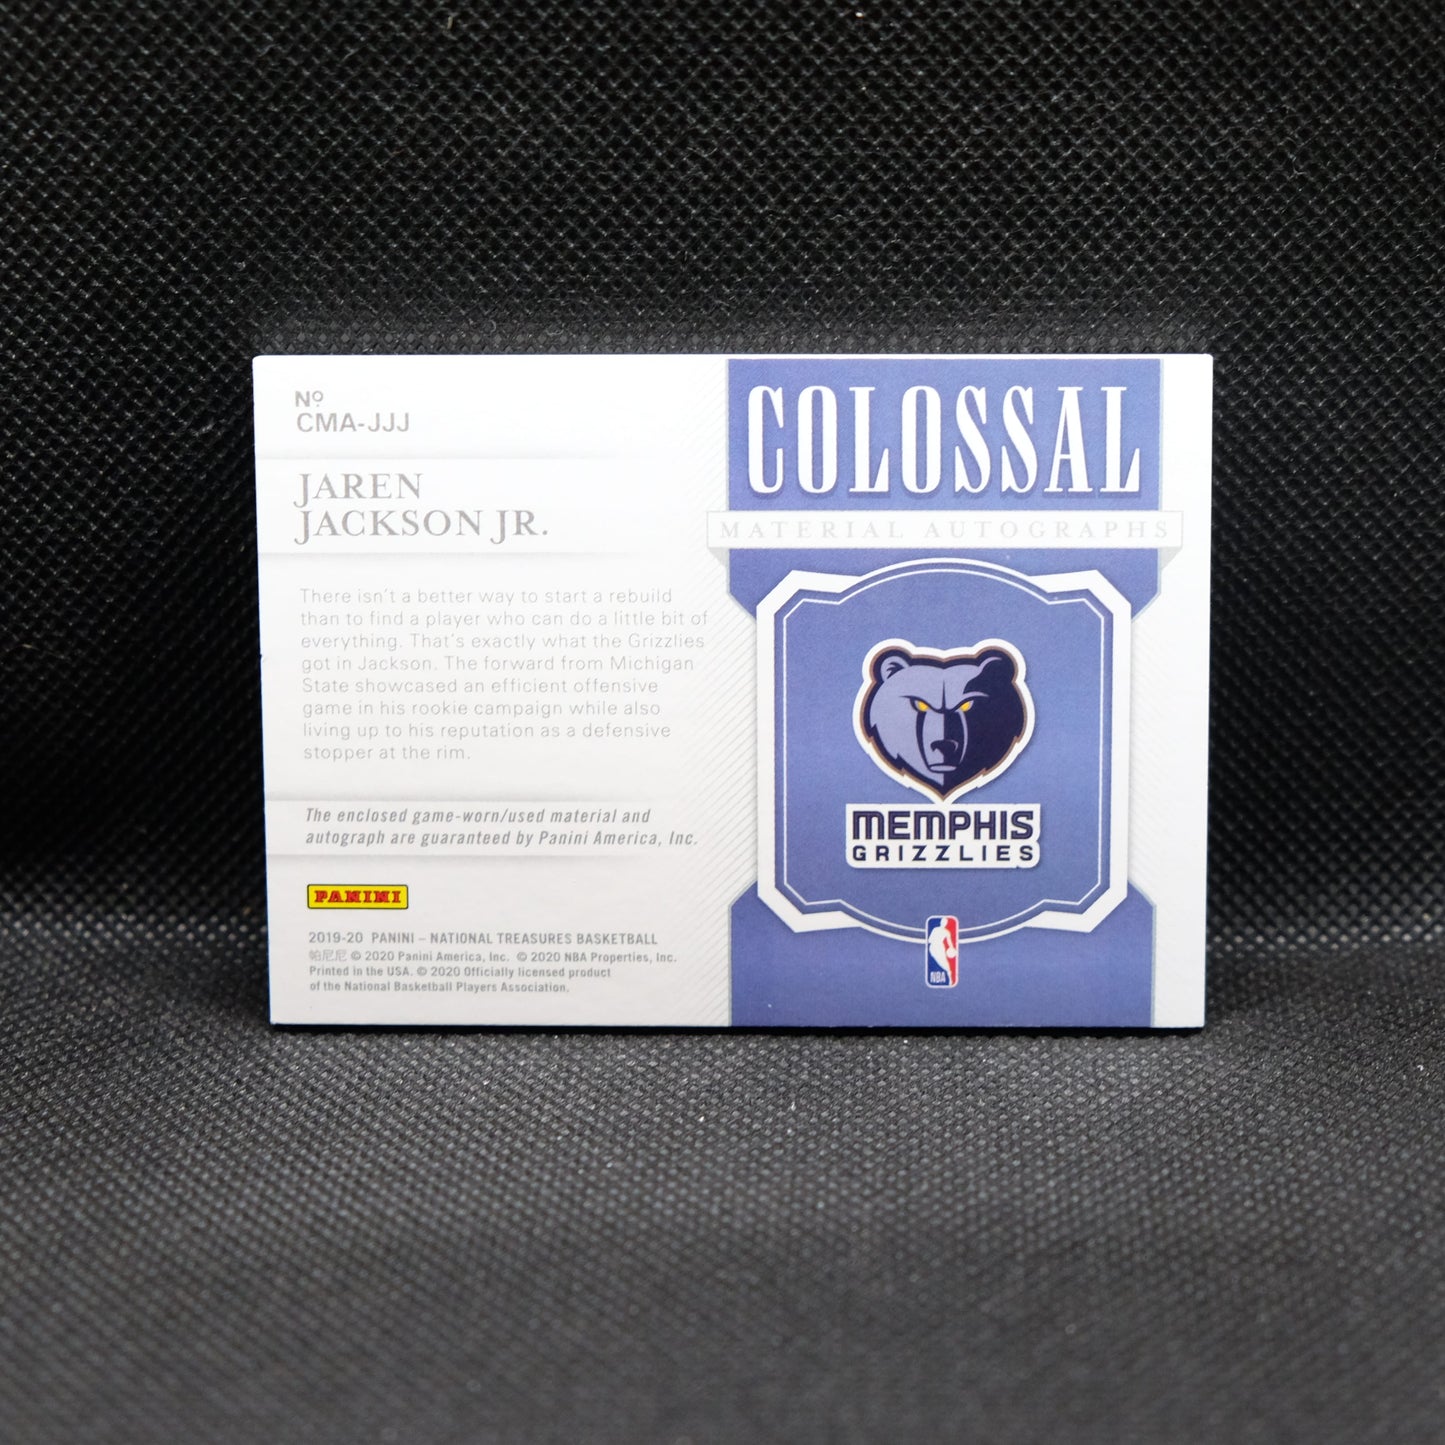 Nº
CMA-JJJ
JAREN
JACKSON JR.
There isn't a better way to start a rebuild
than to find a player who can do a little bit of
everything. That's exactly what the Grizzlies
got in Jackson. The forward from Michigan
State showcased an efficient offensive
game in his rookie campaign while also
living up to his reputation as a defensive
stopper at the rim.
The enclosed game-worn/used material and
autograph are guaranteed by Panini America, Inc.
PANINI
2019-20 PANINI – NATIONAL TREASURES BASKETBALL
帕尼尼 © 2020 Panini America, Inc. © 2020 NBA Properties, Inc.
Printed in the USA. © 2020 Officially licensed product
of the National Basketball Players Association.
COLOSSAL
MATERIAL AUTOGRAPHS
MEMPHIS
GRIZZLIES
NBA